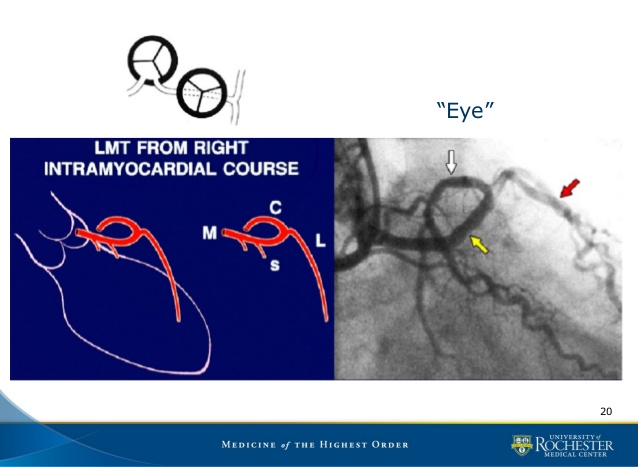 “Eye”
LMT FROM RIGHT
INTRAMYOCARDIAL COURSE
C
M
L
s
20
MEDICINE of THE HIGHEST ORDER
UNIVERSITY of
ROCHESTER
MEDICAL CENTER